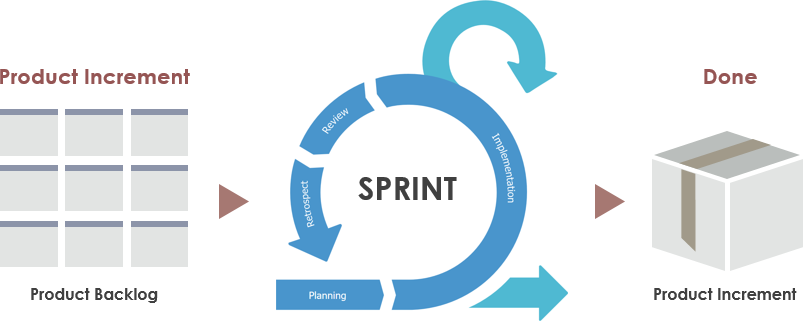 Product Increment
Product Backlog
Review
Retrospect
SPRINT
Implementation
Planning
Done
Product Increment